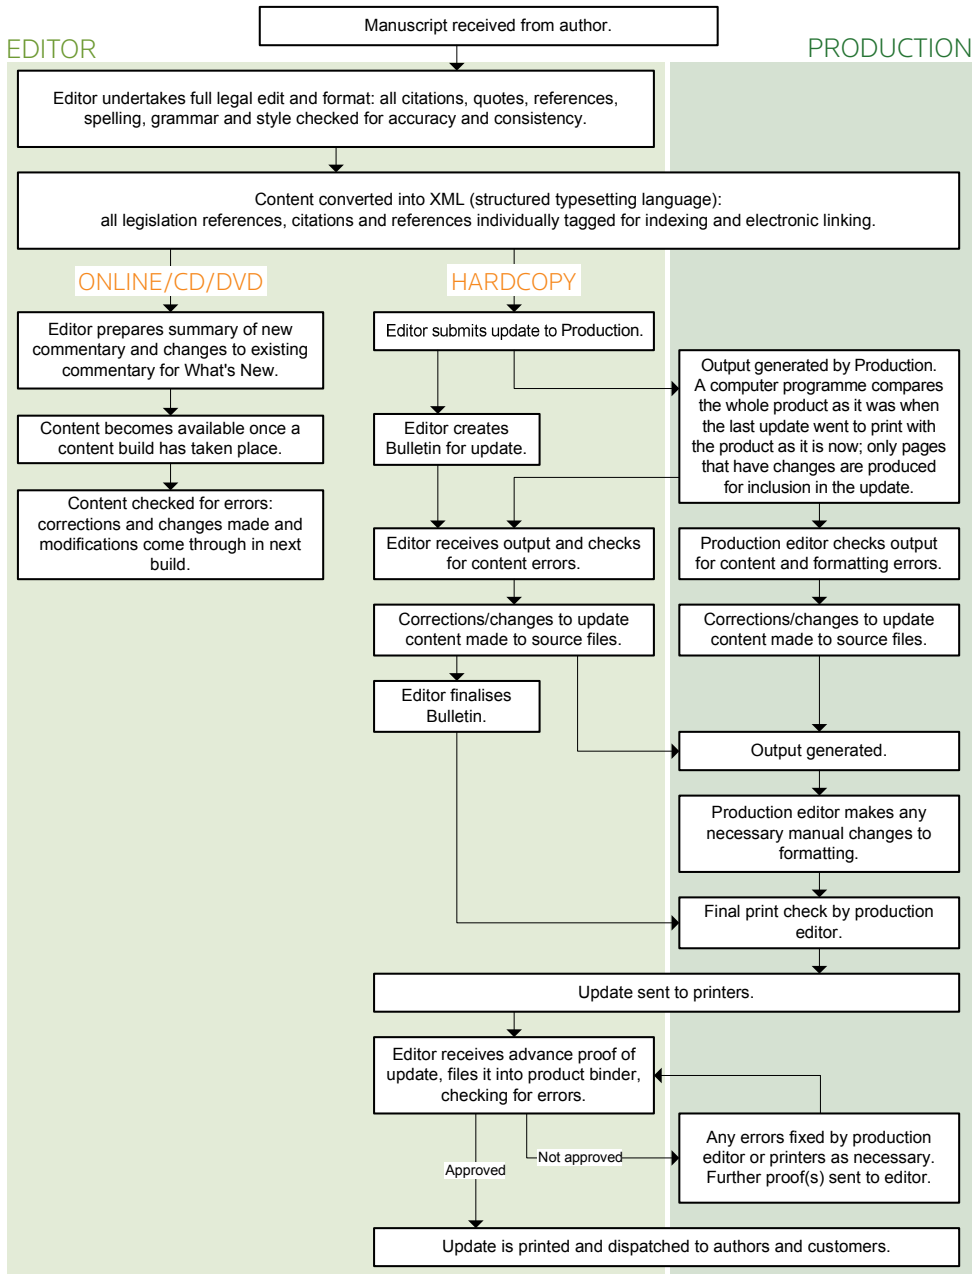 Manuscript received from author.
EDITOR
PRODUCTION
Editor undertakes full legal edit and format: all citations, quotes, references,
spelling, grammar and style checked for accuracy and consistency.
Content converted into XML (structured typesetting language):
all legislation references, citations and references individually tagged for indexing and electronic linking.
ONLINE/CD/DVD
Editor prepares summary of new
commentary and changes to existing
commentary for What's New.
Content becomes available once a
content build has taken place.
Content checked for errors:
corrections and changes made and
modifications come through in next
build.
HARDCOPY
Editor submits update to Production.
Editor creates
Bulletin for update.
Output generated by Production.
A computer programme compares
the whole product as it was when
the last update went to print with
the product as it is now; only pages
that have changes are produced
for inclusion in the update.
Editor receives output and checks
for content errors.
Production editor checks output
for content and formatting errors.
Corrections/changes to update
content made to source files.
Corrections/changes to update
content made to source files.
Editor finalises
Bulletin.
Output generated.
Production editor makes any
necessary manual changes to
formatting.
Final print check by production
editor.
Update sent to printers.
Editor receives advance proof of
update, files it into product binder,
checking for errors.
Not approved
Approved
Any errors fixed by production
editor or printers as necessary.
Further proof(s) sent to editor.
Update is printed and dispatched to authors and customers.